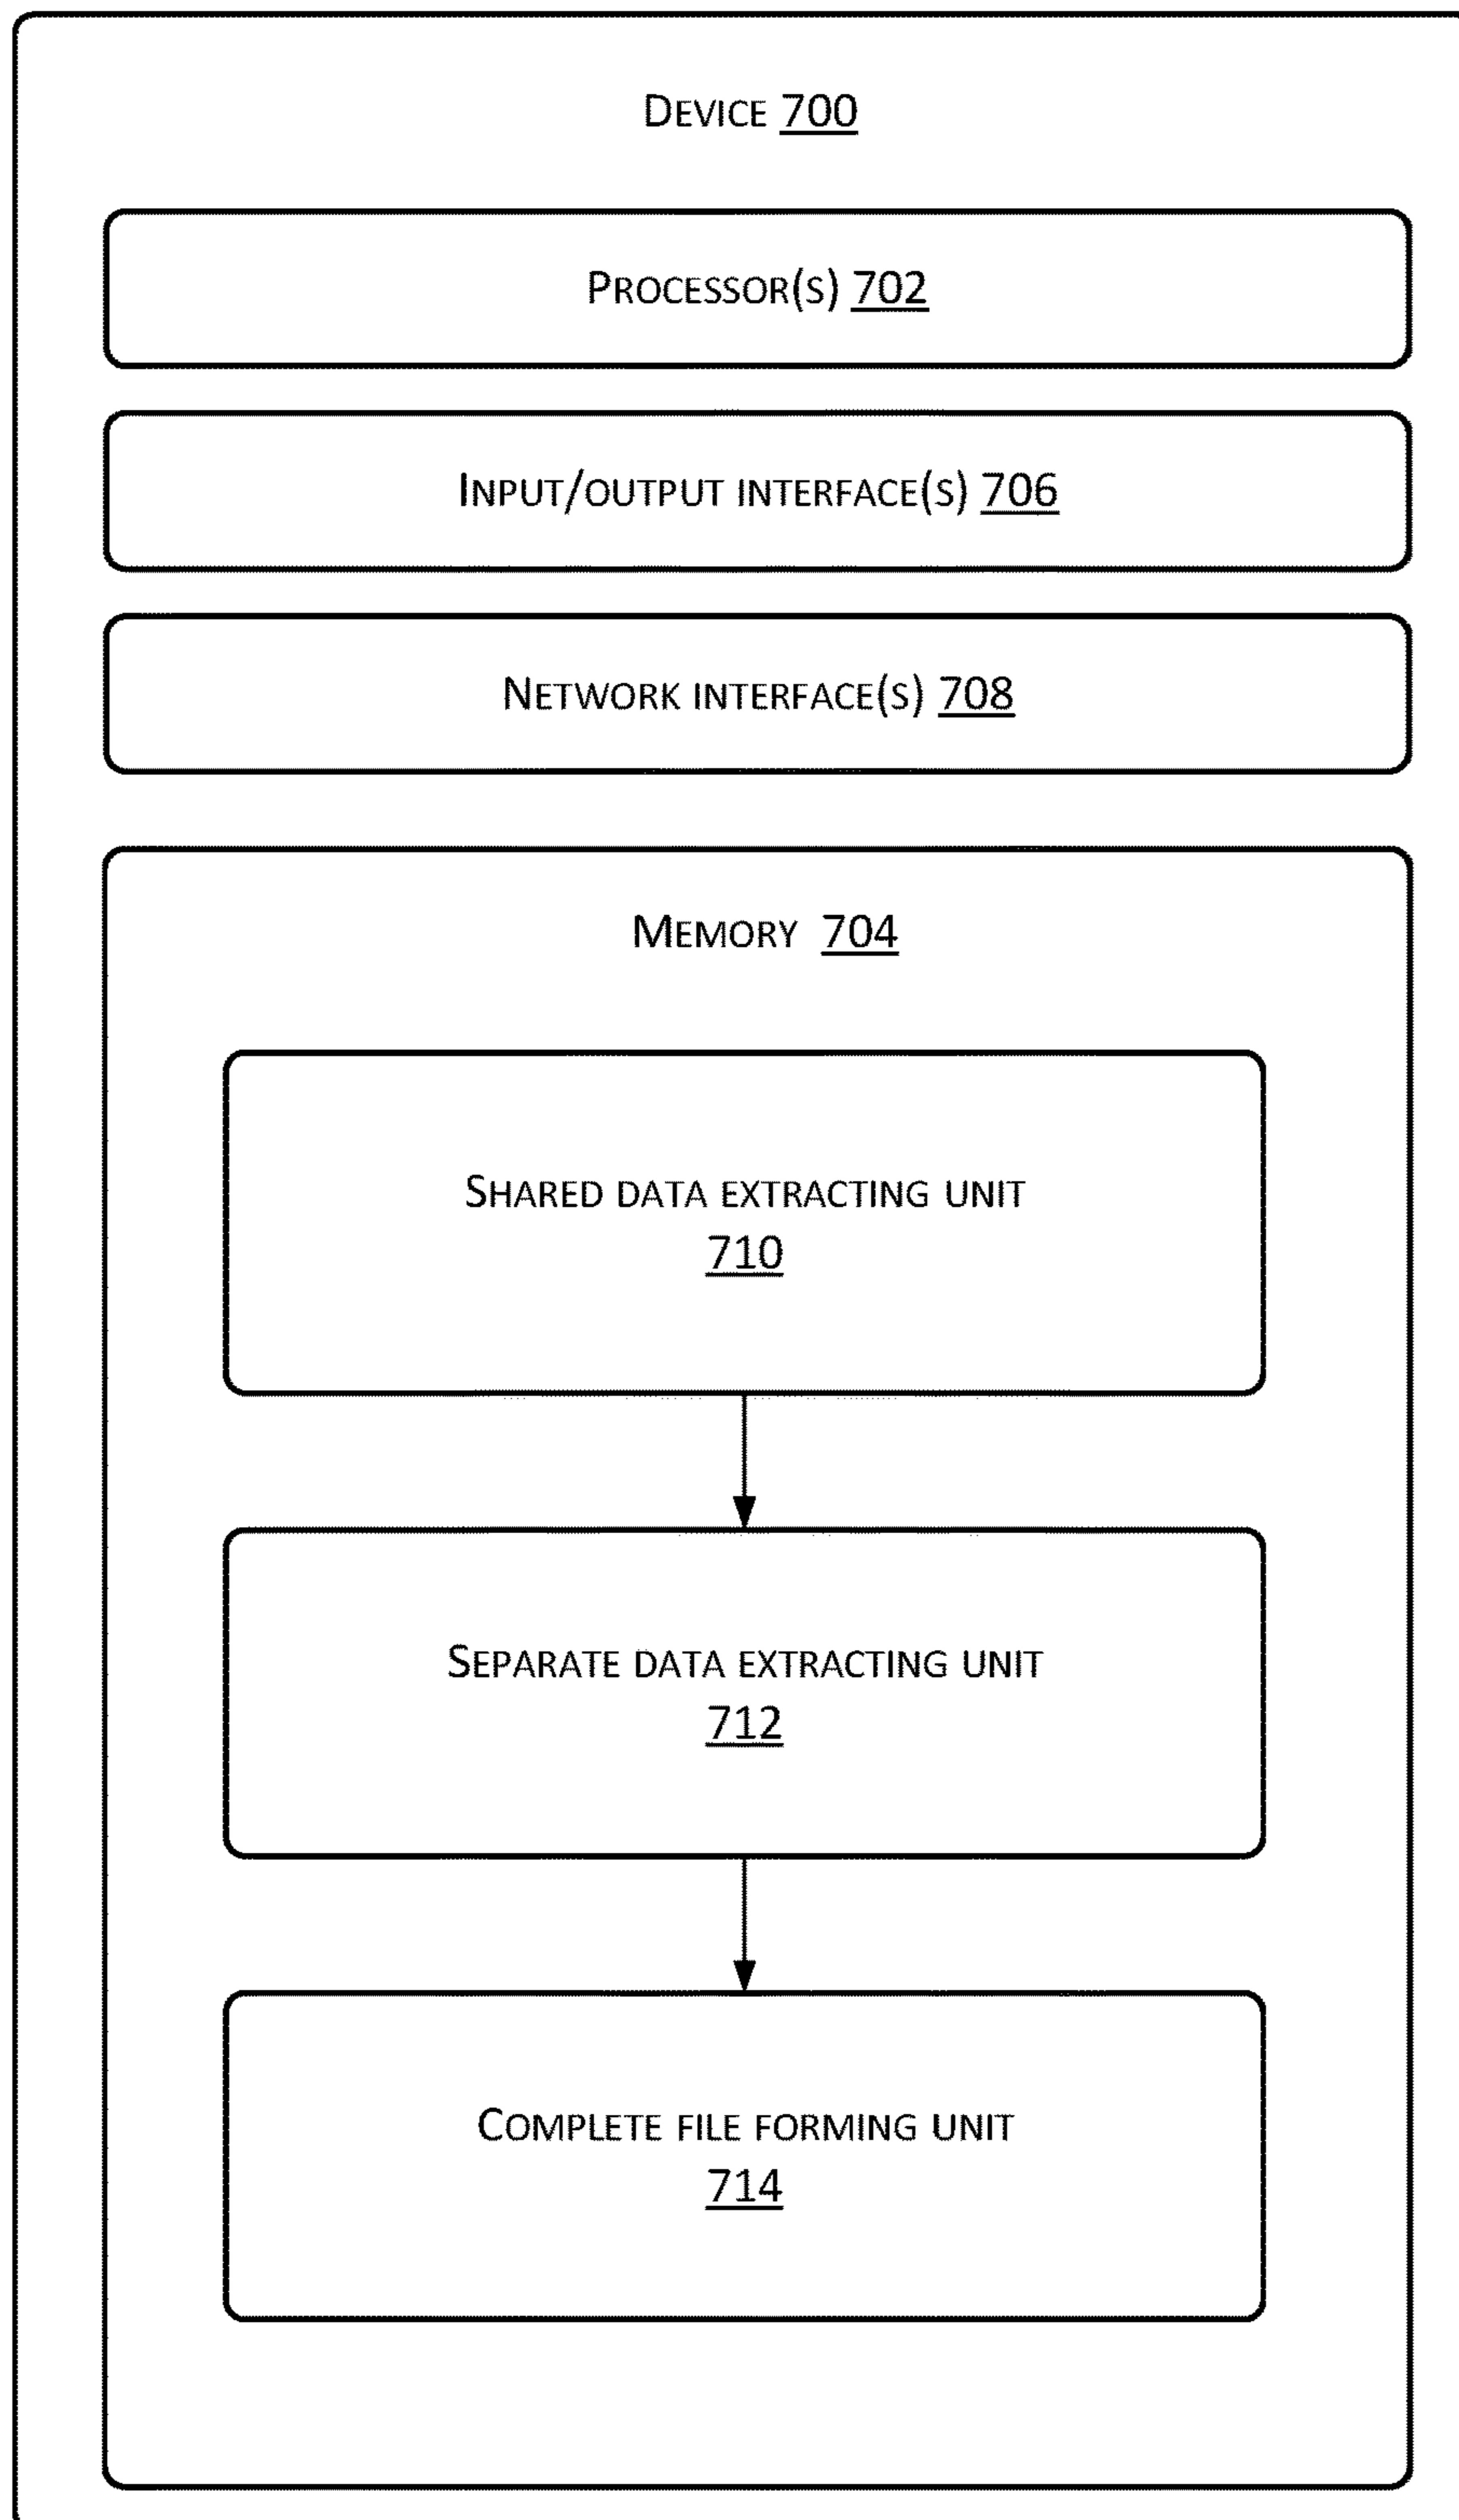 DEVICE 700
PROCESSOR(S) 702
INPUT/OUTPUT INTERFACE(S) 706
NETWORK INTERFACE(S) 708
MEMORY 704
SHARED DATA EXTRACTING UNIT
710
SEPARATE DATA EXTRACTING UNIT
712
COMPLETE FILE FORMING UNIT
714